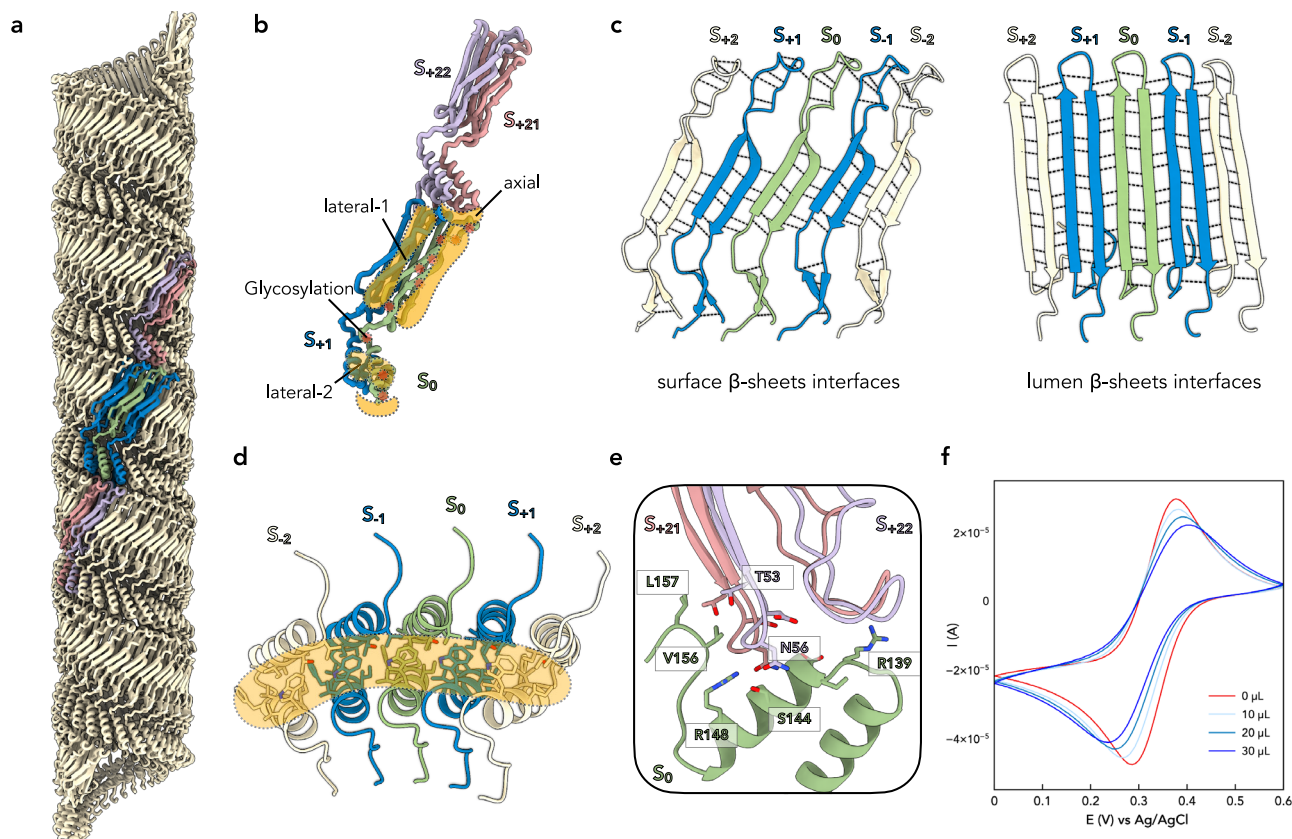 a
b
S+22
S+21
axial
lateral-1
Glycosylation
S+1
lateral-2
S0
c
S+2 S+1 S0 S-1 S-2
S+2 S+1 S0 S-1 S-2
surface β-sheets interfaces
lumen β-sheets interfaces
d
S-2 S-1 S0 S+1 S+2
e
S+21
S+22
L157
T53
V156
N56
R139
S144
R148
S0
f
I (A)
2×10⁻⁵
0
−2×10⁻⁵
−4×10⁻⁵
0 µL
10 µL
20 µL
30 µL
0 0.1 0.2 0.3 0.4 0.5 0.6
E (V) vs Ag/AgCl